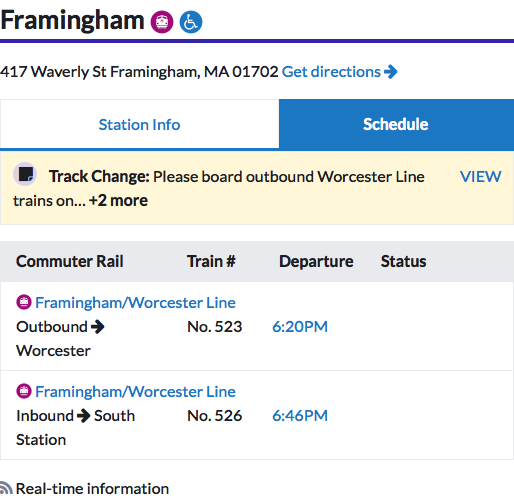 Framingham
417 Waverly St Framingham, MA 01702 Get directions
Station Info Schedule
Track Change: Please board outbound Worcester Line VIEW
trains on... +2 more
Commuter Rail Train # Departure Status
Framingham/Worcester Line
Outbound → No. 523 6:20PM
Worcester
Framingham/Worcester Line
Inbound → South No. 526 6:46PM
Station
Real-time information